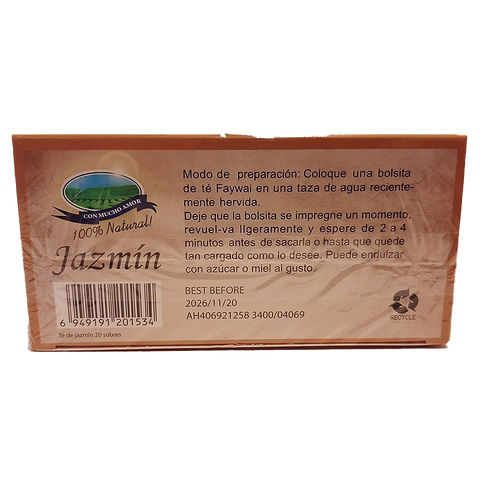 Modo de preparación: Coloque una bolsita
de té Faywai en una taza de agua reciente-
mente hervida.
Deje que la bolsita se impregne un momento,
revuel-va lIgeramente y espere de 2 a 4
minutos antes de sacarla o hasta que quede
tan cargado como lo desee. Puede endulzar
con azúcar o miel al gusto.
CON MUCHO AMOR
100% Natural!
Jazmín
BEST BEFORE
2026/11/20
AH406921258 3400/04069
6 949191 201534
Té de jazmín 20 sobres
RECYCLE